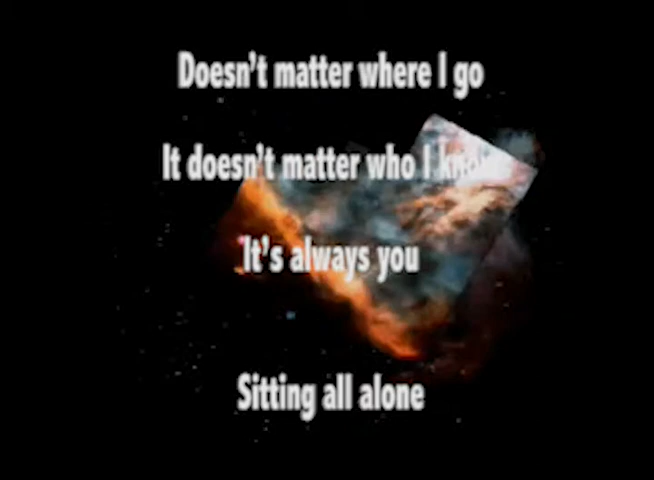 Doesn't matter where I go
It doesn't matter who I know
It's always you
Sitting all alone